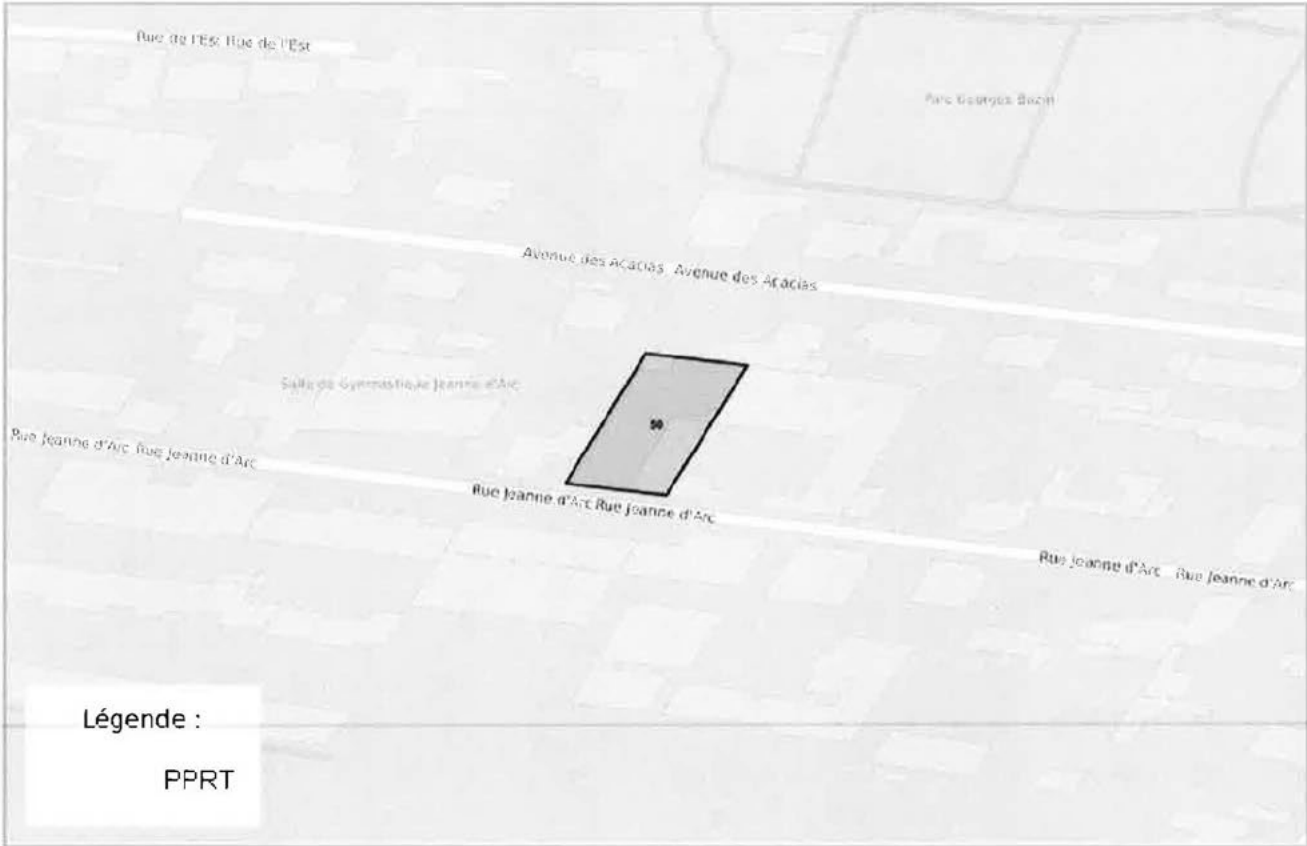 Rue de l'Est Rue de l'Est
Parc Georges Bazin
Avenue des Acacias Avenue des Acacias
Salle de Gymnastique Jeanne d'Arc
50
Rue Jeanne d'Arc Rue Jeanne d'Arc
Rue Jeanne d'Arc Rue Jeanne d'Arc
Rue Jeanne d'Arc Rue Jeanne d'Arc
Légende :
PPRT